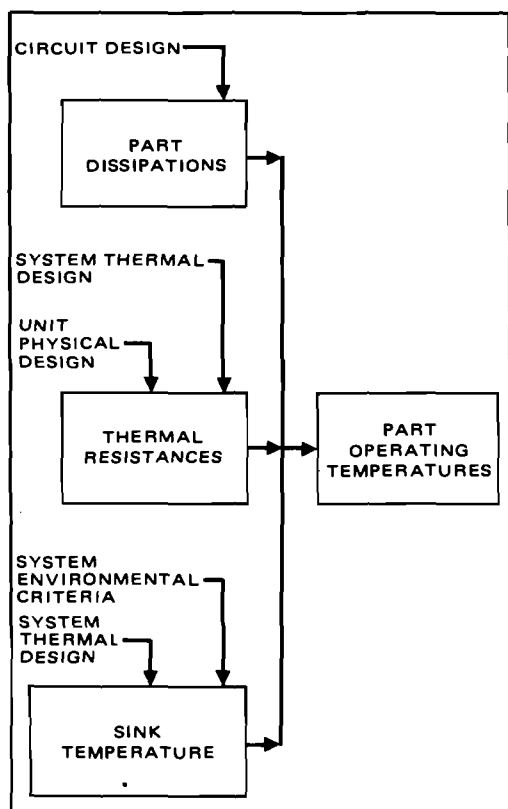 CIRCUIT DESIGN
PART
DISSIPATIONS
SYSTEM THERMAL
DESIGN
UNIT
PHYSICAL
DESIGN
THERMAL
RESISTANCES
PART
OPERATING
TEMPERATURES
SYSTEM
ENVIRONMENTAL
CRITERIA
SYSTEM
THERMAL
DESIGN
SINK
TEMPERATURE